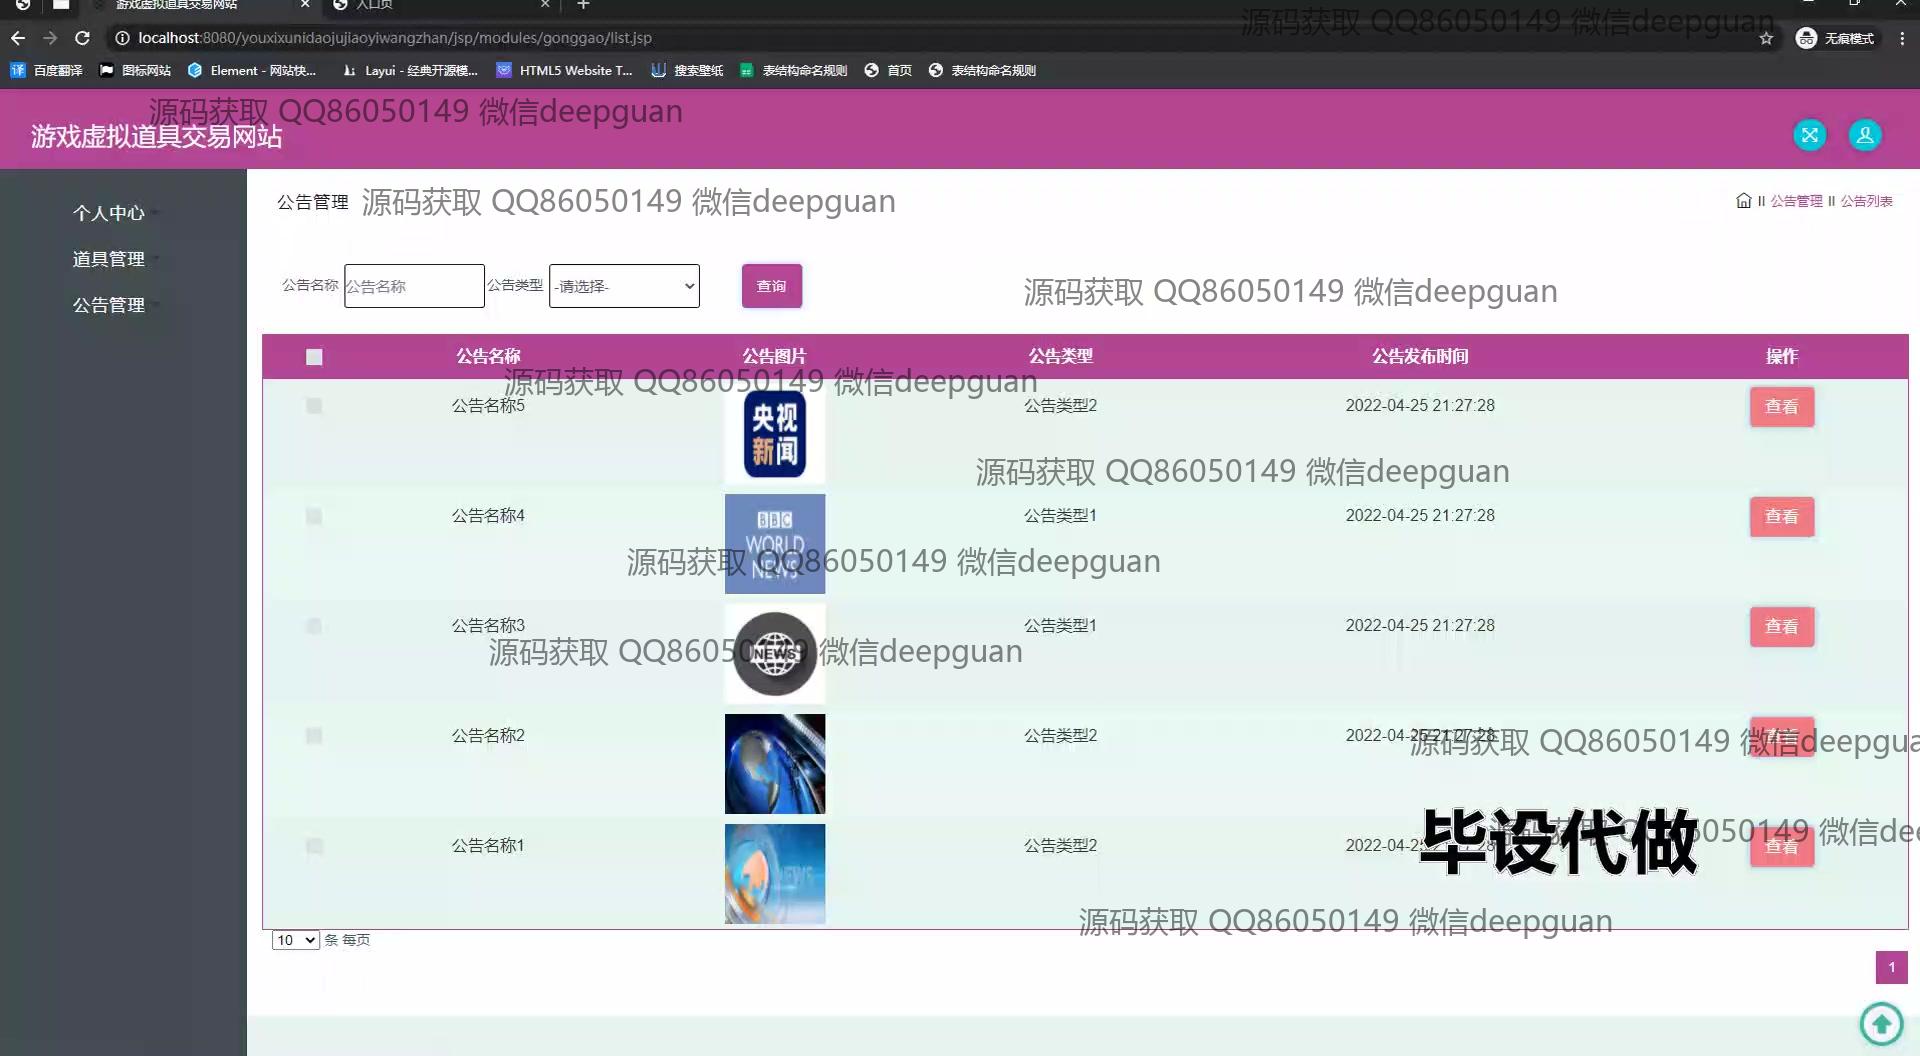 游戏虚拟道具交易网站
入口页
localhost:8080/youxixunidaojujiaoyiwangzhan/jsp/modules/gonggao/list.jsp
无痕模式
源码获取 QQ86050149 微信deepguan
百度翻译 图标网站 Element - 网站快... Layui - 经典开源模... HTML5 Website T... 搜索壁纸 表结构命名规则 首页 表结构命名规则
源码获取 QQ86050149 微信deepguan
游戏虚拟道具交易网站
个人中心
道具管理
公告管理
公告管理
源码获取 QQ86050149 微信deepguan
公告管理 II 公告列表
公告名称 公告名称 公告类型 -请选择- 查询
源码获取 QQ86050149 微信deepguan
公告名称 公告图片 公告类型 公告发布时间 操作
源码获取 QQ86050149 微信deepguan
公告名称5 公告类型2 2022-04-25 21:27:28 查看
央视
新闻
源码获取 QQ86050149 微信deepguan
公告名称4 公告类型1 2022-04-25 21:27:28 查看
BBC
WORLD
NEWS
源码获取 QQ86050149 微信deepguan
公告名称3 公告类型1 2022-04-25 21:27:28 查看
NEWS
源码获取 QQ86050149 微信deepguan
公告名称2 公告类型2 2022-04-25 21:27:28 查看
源码获取 QQ86050149 微信deepgua
公告名称1 公告类型2 2022-04-2 查看
NEWS
毕设代做
源码获取 6050149 微信dee
源码获取 QQ86050149 微信deepguan
10 条 每页
1